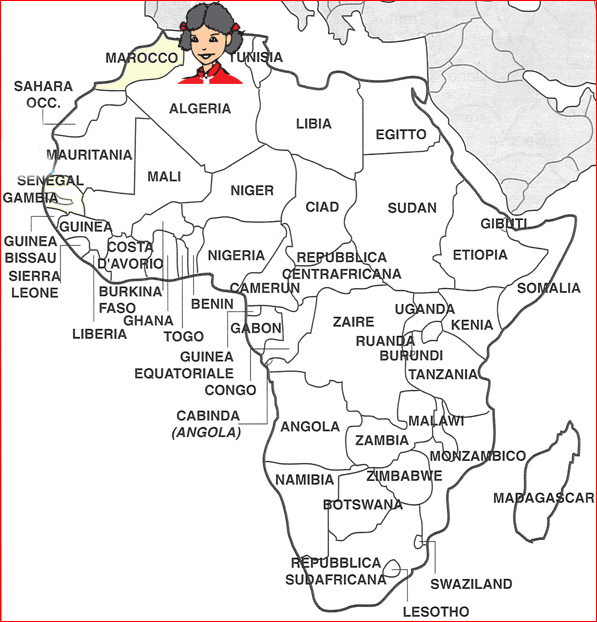 MAROCCO
TUNISIA
SAHARA
OCC.
ALGERIA
LIBIA
EGITTO
MAURITANIA
MALI
NIGER
CIAD
SUDAN
SENEGAL
GAMBIA
GUINEA
GUINEA
BISSAU
SIERRA
LEONE
COSTA
D'AVORIO
BURKINA
FASO
LIBERIA
GHANA
TOGO
BENIN
NIGERIA
CAMERUN
REPUBBLICA
CENTRAFRICANA
GIBUTI
ETIOPIA
SOMALIA
GABON
GUINEA
EQUATORIALE
CONGO
CABINDA
(ANGOLA)
ZAIRE
UGANDA
KENIA
RUANDA
BURUNDI
TANZANIA
ANGOLA
ZAMBIA
MALAWI
MONZAMBICO
NAMIBIA
ZIMBABWE
BOTSWANA
MADAGASCAR
REPUBBLICA
SUDAFRICANA
SWAZILAND
LESOTHO